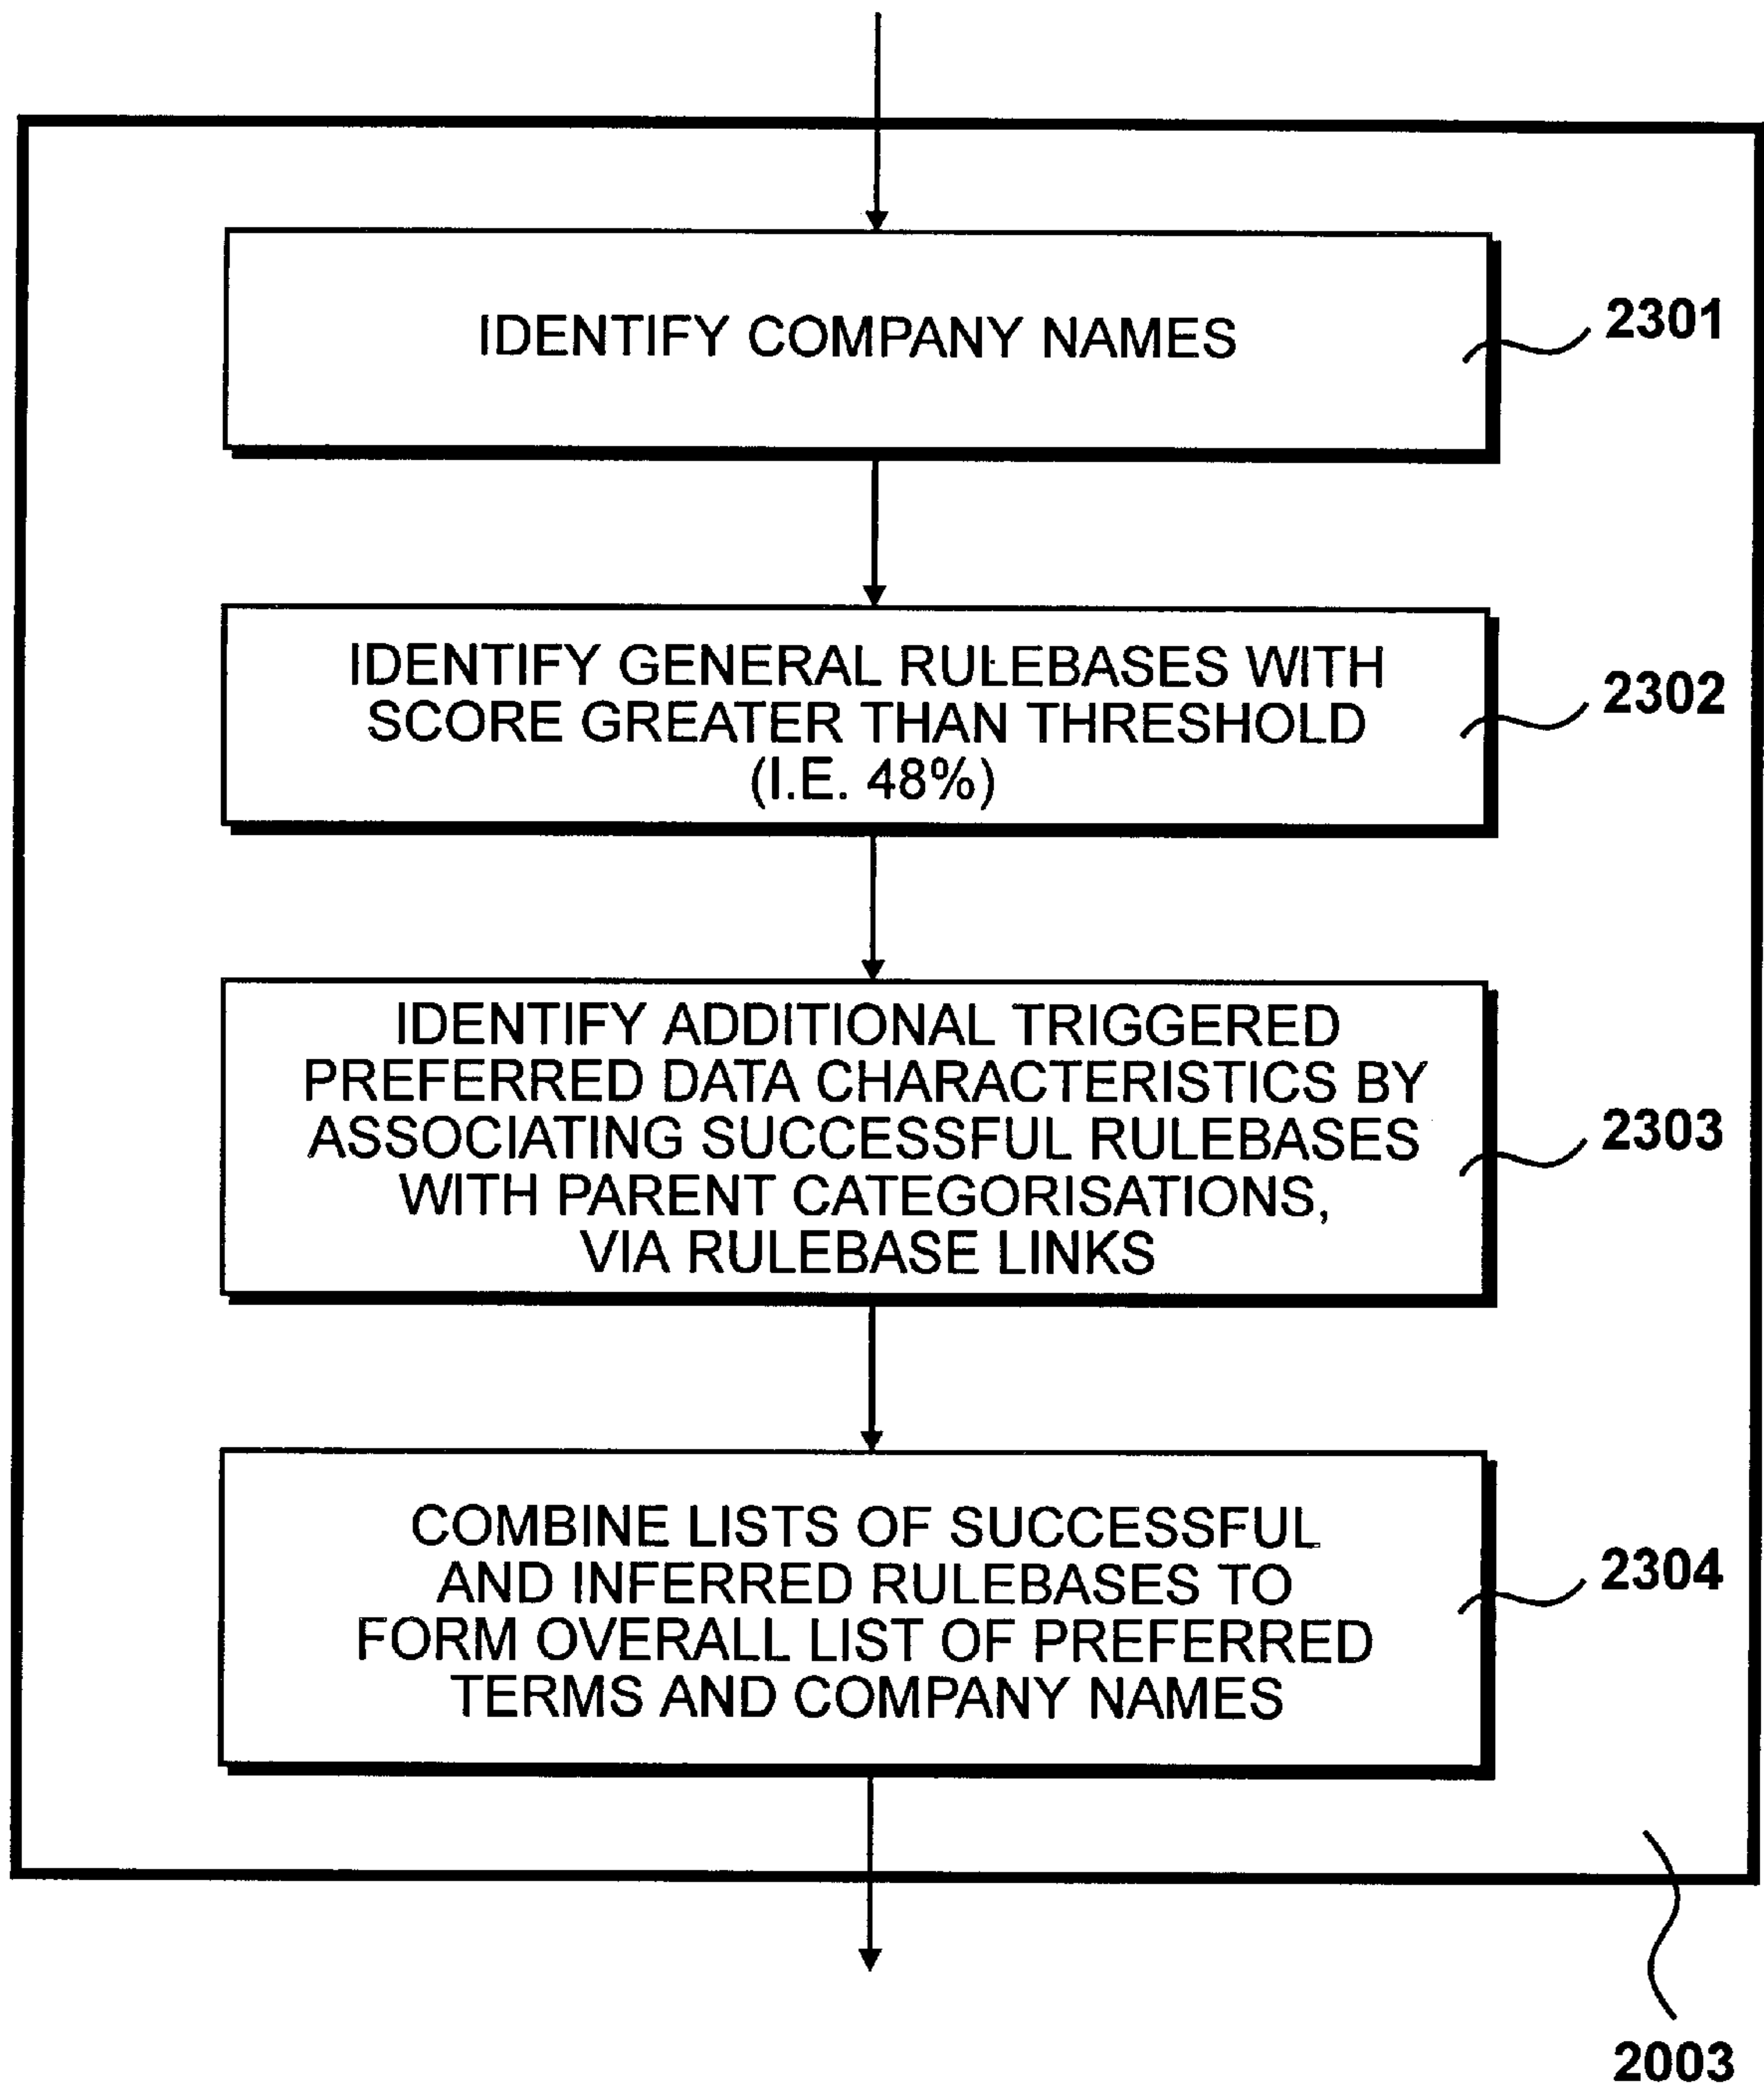 IDENTIFY COMPANY NAMES
2301
IDENTIFY GENERAL RULEBASES WITH
SCORE GREATER THAN THRESHOLD
(I.E. 48%)
2302
IDENTIFY ADDITIONAL TRIGGERED
PREFERRED DATA CHARACTERISTICS BY
ASSOCIATING SUCCESSFUL RULEBASES
WITH PARENT CATEGORISATIONS,
VIA RULEBASE LINKS
2303
COMBINE LISTS OF SUCCESSFUL
AND INFERRED RULEBASES TO
FORM OVERALL LIST OF PREFERRED
TERMS AND COMPANY NAMES
2304
2003